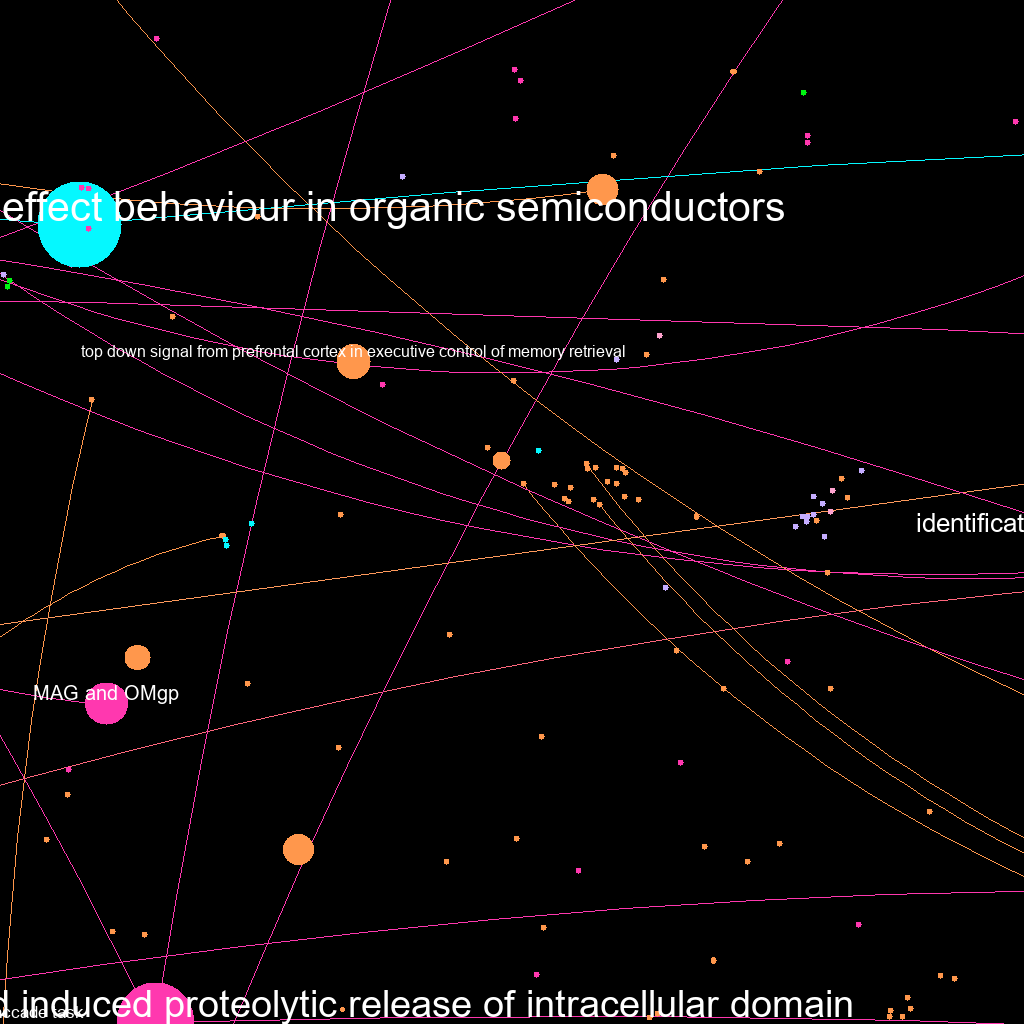 effect behaviour in organic semiconductors
top down signal from prefrontal cortex in executive control of memory retrieval
identificat
MAG and OMgp
induced proteolytic release of intracellular domain
task